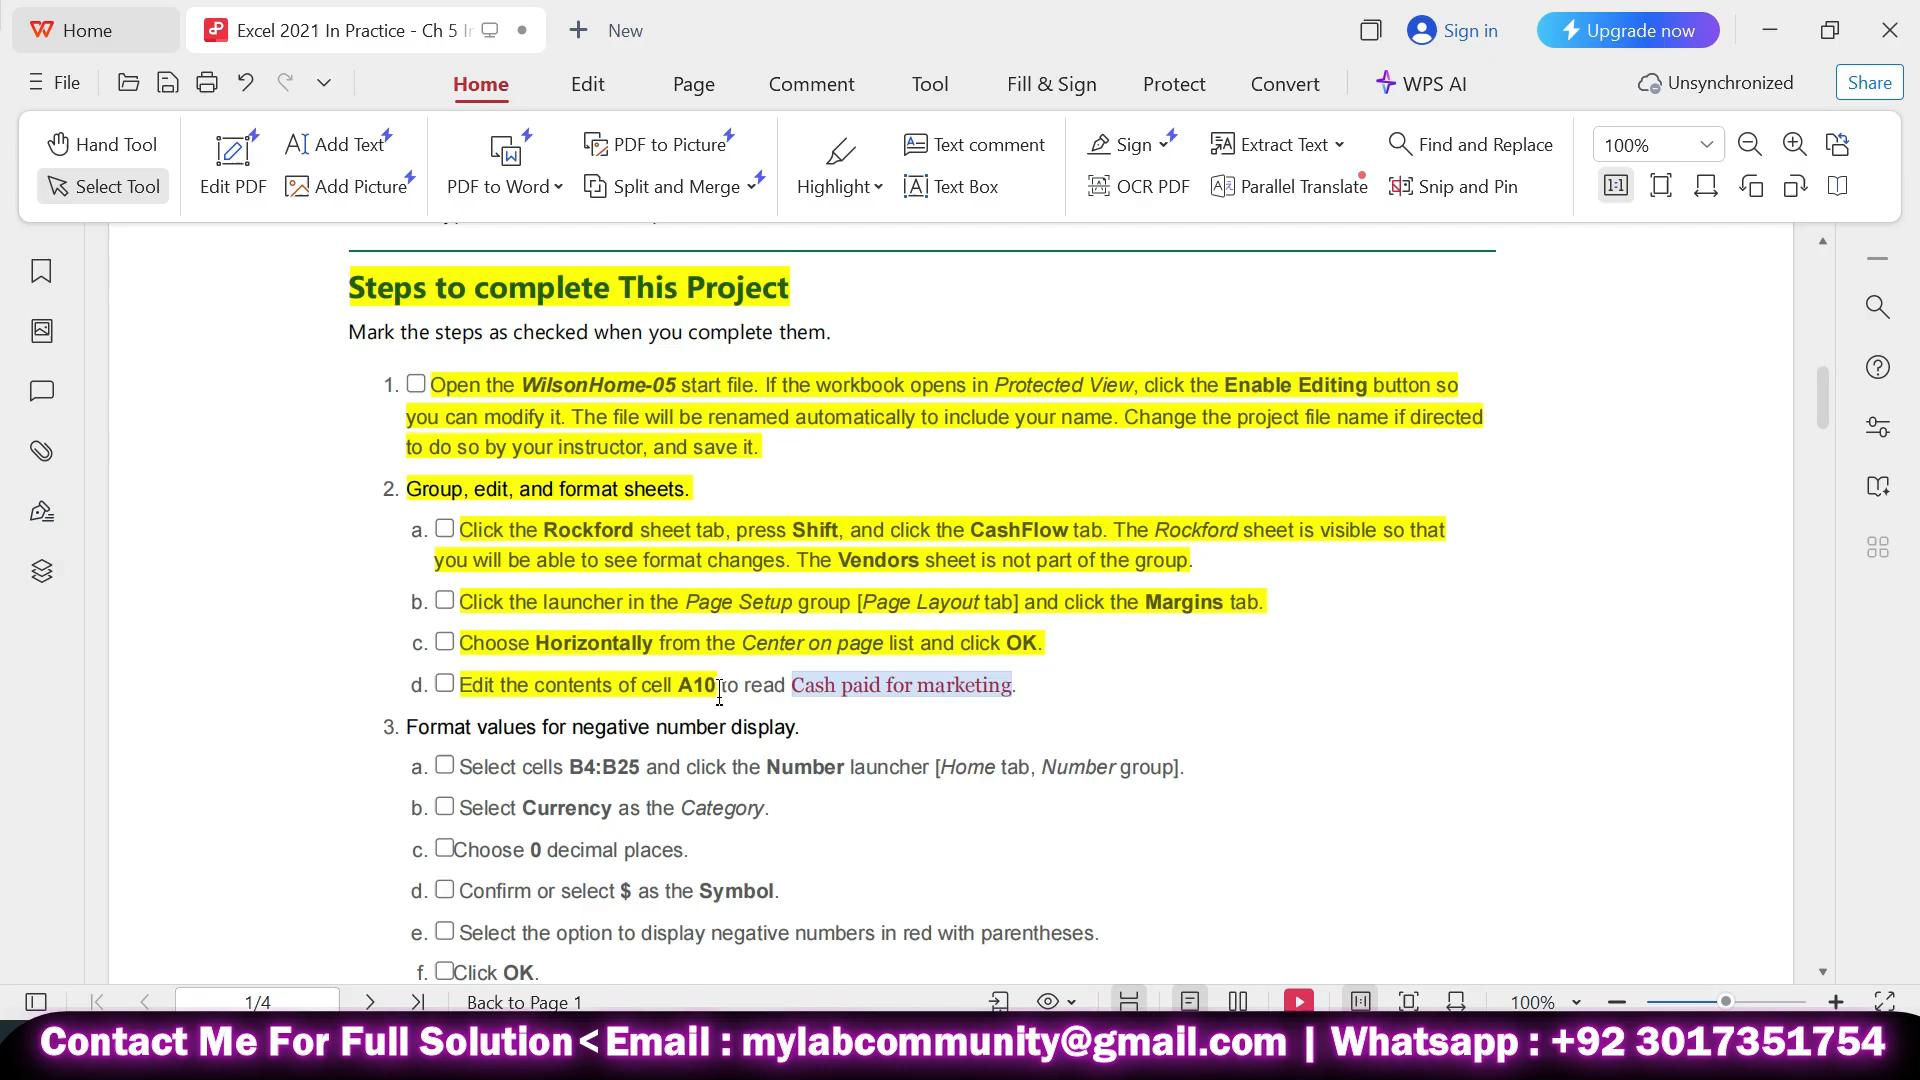 Home
Excel 2021 In Practice - Ch 5 Ir
New
Sign in
Upgrade now
File
Home
Edit
Page
Comment
Tool
Fill & Sign
Protect
Convert
WPS AI
Unsynchronized
Share
Hand Tool
Select Tool
Edit PDF
Add Text
Add Picture
PDF to Word
PDF to Picture
Split and Merge
Highlight
Text comment
Text Box
Sign
OCR PDF
Extract Text
Parallel Translate
Find and Replace
Snip and Pin
100%
Steps to complete This Project
Mark the steps as checked when you complete them.
1. Open the WilsonHome-05 start file. If the workbook opens in Protected View, click the Enable Editing button so
you can modify it. The file will be renamed automatically to include your name. Change the project file name if directed
to do so by your instructor, and save it.
2. Group, edit, and format sheets.
a. Click the Rockford sheet tab, press Shift, and click the CashFlow tab. The Rockford sheet is visible so that
you will be able to see format changes. The Vendors sheet is not part of the group.
b. Click the launcher in the Page Setup group [Page Layout tab] and click the Margins tab.
c. Choose Horizontally from the Center on page list and click OK.
d. Edit the contents of cell A10 to read Cash paid for marketing.
3. Format values for negative number display.
a. Select cells B4:B25 and click the Number launcher [Home tab, Number group].
b. Select Currency as the Category.
c. Choose 0 decimal places.
d. Confirm or select $ as the Symbol.
e. Select the option to display negative numbers in red with parentheses.
f. Click OK.
1/4
Back to Page 1
100%
Contact Me For Full Solution < Email : mylabcommunity@gmail.com | Whatsapp : +92 3017351754